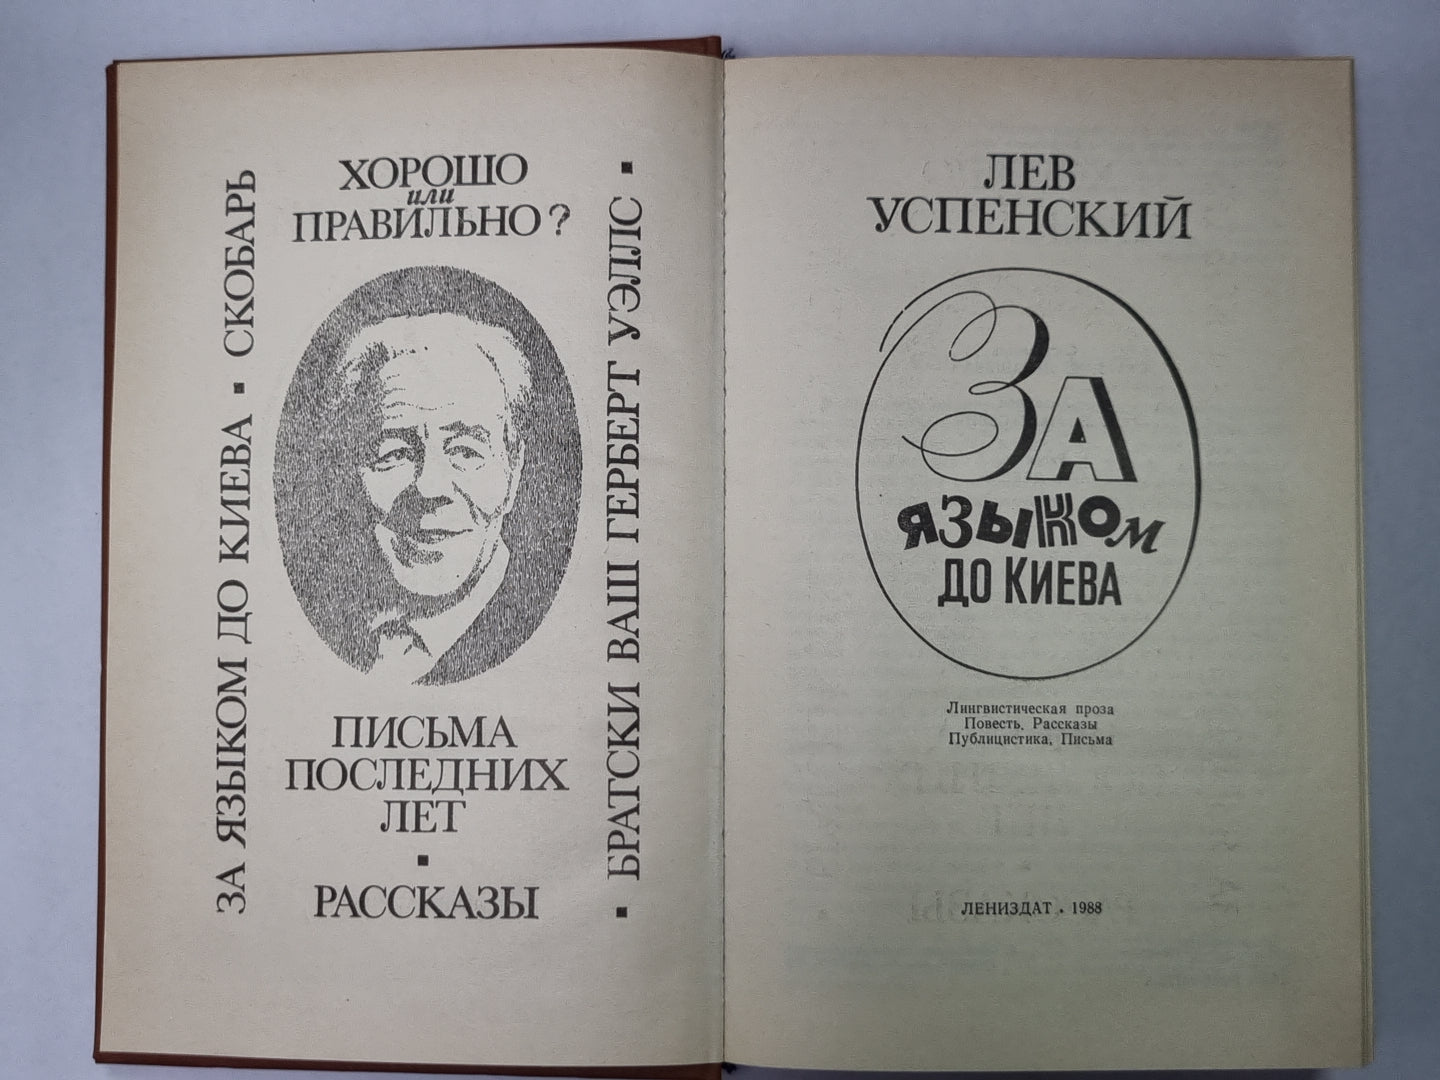 ХОРОШО
или
ПРАВИЛЬНО?
ЗА ЯЗЫКОМ ДО КИЕВА ▪ СКОБАРЬ
▪ БРАТСКИ ВАШ ГЕРБЕРТ УЭЛЛС ▪
ПИСЬМА
ПОСЛЕДНИХ
ЛЕТ
▪
РАССКАЗЫ
ЛЕВ
УСПЕНСКИЙ
ЗА
ЯЗЫКОМ
ДО КИЕВА
Лингвистическая проза
Повесть, Рассказы
Публицистика, Письма
ЛЕНИЗДАТ • 1988